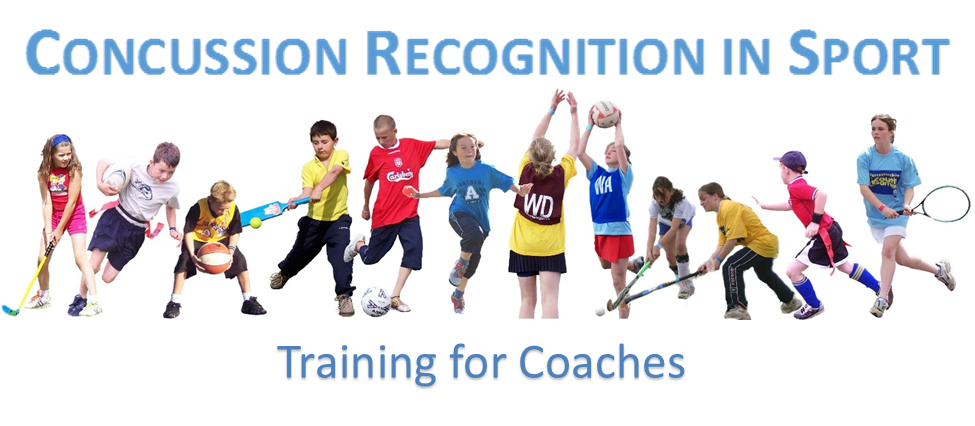 CONCUSSION RECOGNITION IN SPORT
Carlsberg
A
WD
WA
Training for Coaches